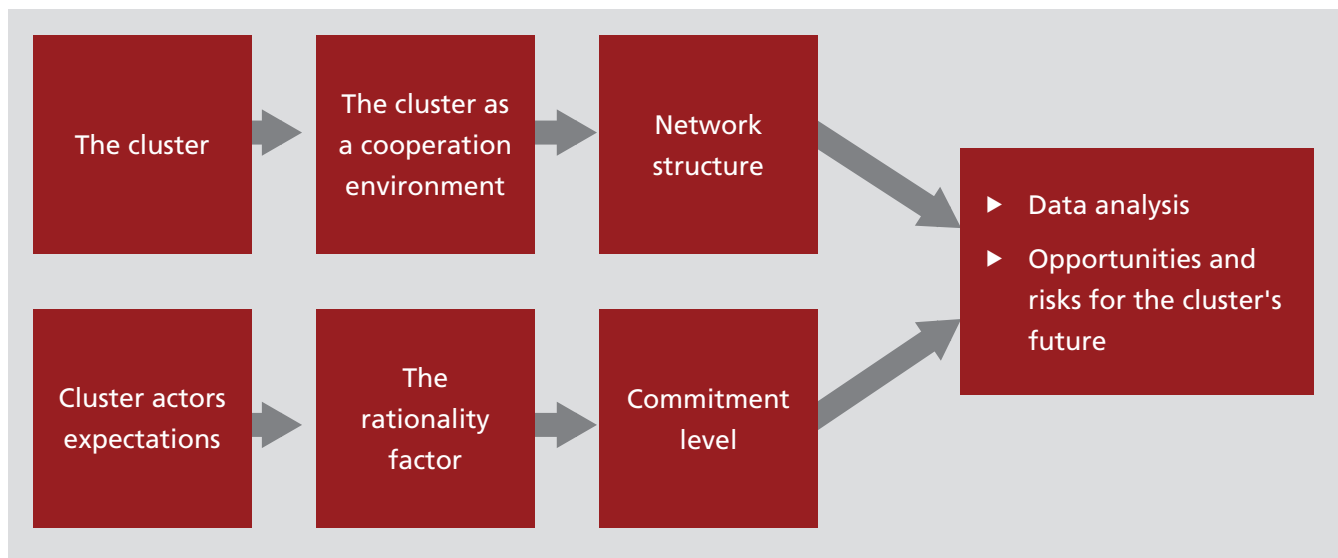 The cluster
The cluster as
a cooperation
environment
Network
structure
▶ Data analysis
▶ Opportunities and
risks for the cluster's
future
Cluster actors
expectations
The
rationality
factor
Commitment
level